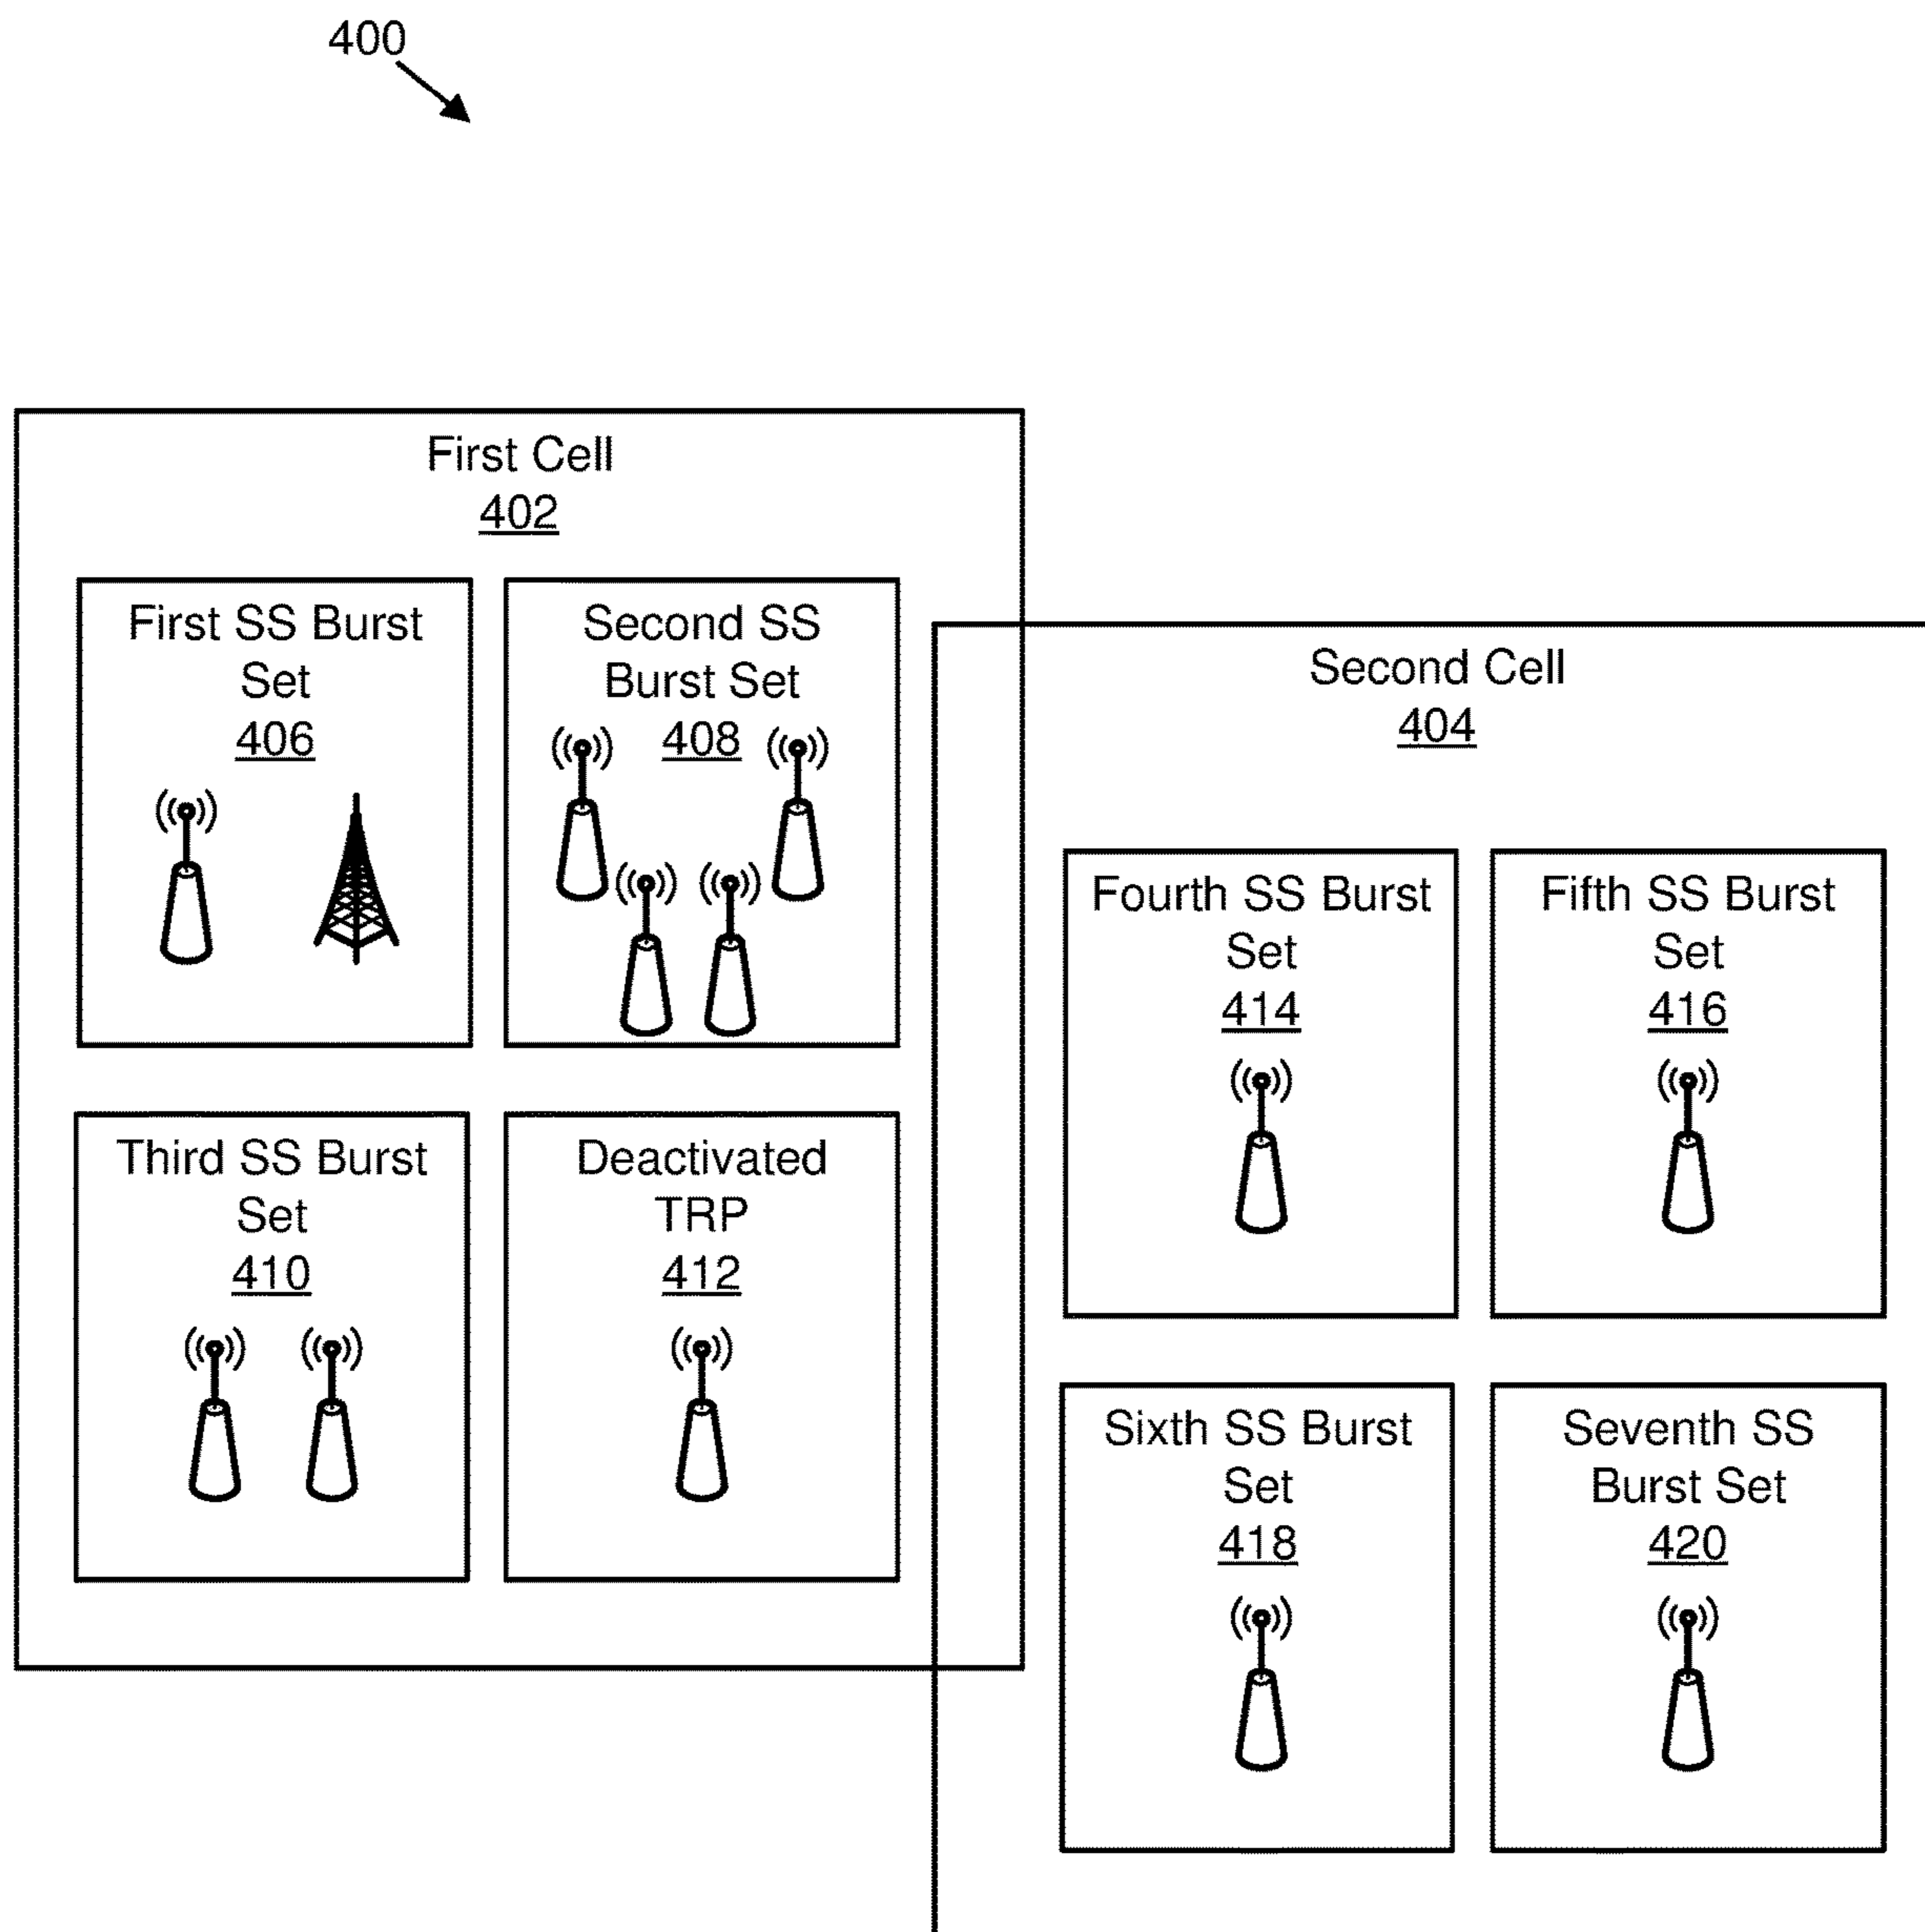 400
First Cell
402
First SS Burst
Set
406
Second SS
Burst Set
408
Third SS Burst
Set
410
Deactivated
TRP
412
Second Cell
404
Fourth SS Burst
Set
414
Fifth SS Burst
Set
416
Sixth SS Burst
Set
418
Seventh SS
Burst Set
420